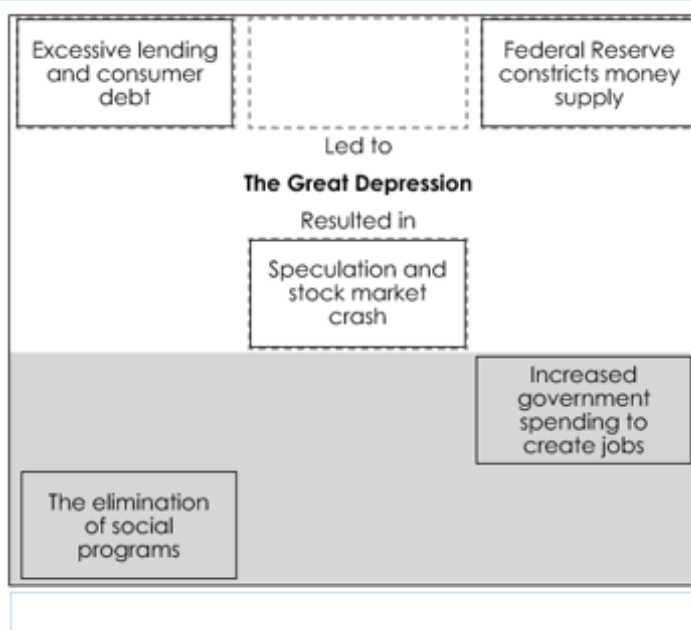 Excessive lending
and consumer
debt
Federal Reserve
constricts money
supply
Led to
The Great Depression
Resulted in
Speculation and
stock market
crash
Increased
government
spending to
create jobs
The elimination
of social
programs